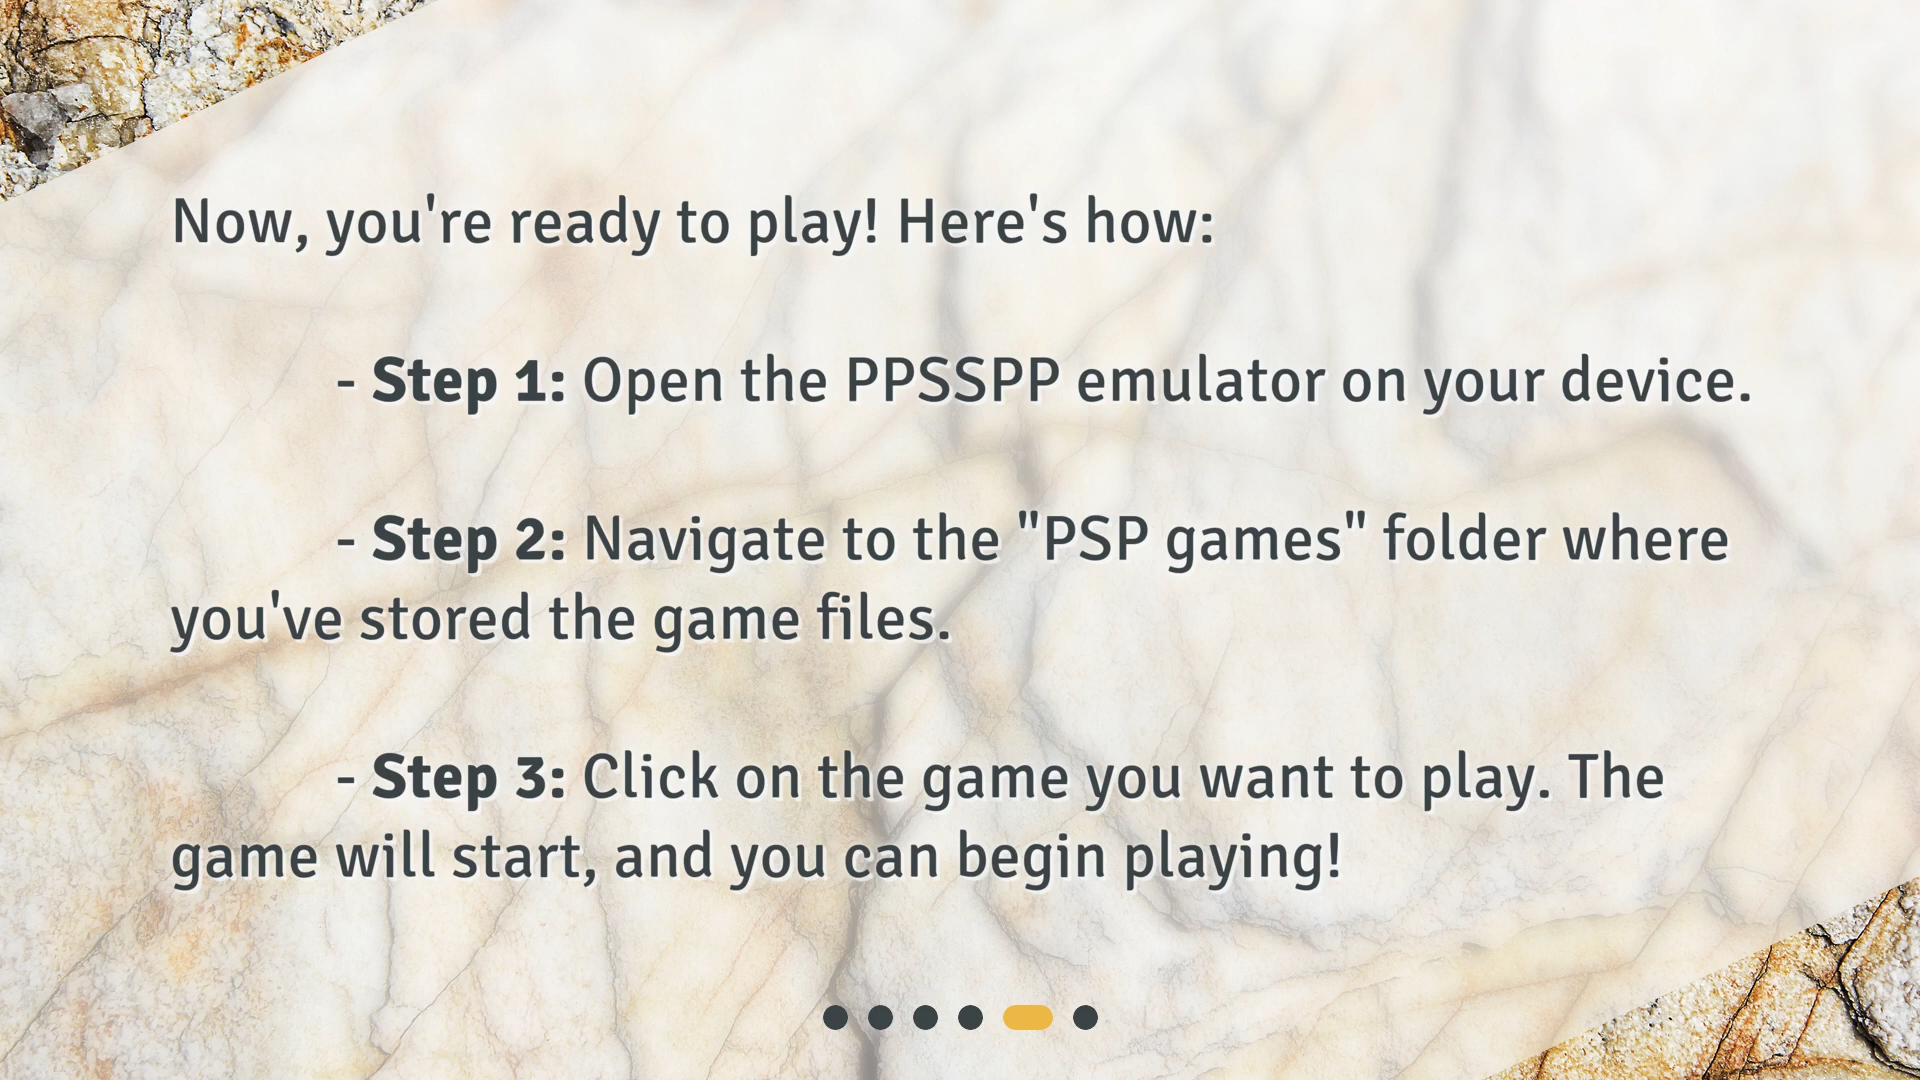 Now, you're ready to play! Here's how:
- Step 1: Open the PPSSPP emulator on your device.
- Step 2: Navigate to the "PSP games" folder where
you've stored the game files.
- Step 3: Click on the game you want to play. The
game will start, and you can begin playing!